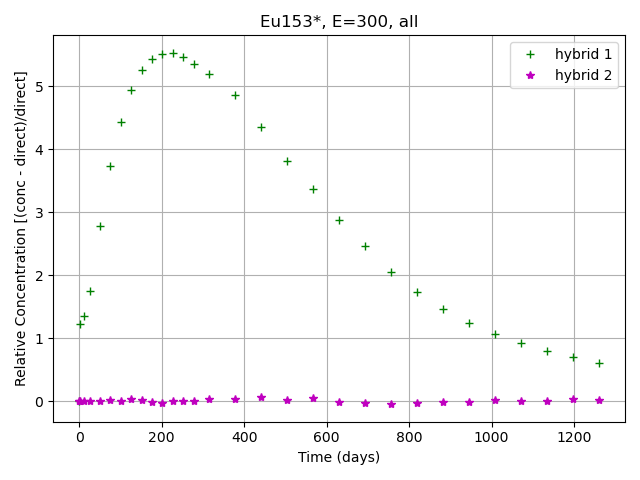 Eu153*, E=300, all
hybrid 1
hybrid 2
Relative Concentration [(conc - direct)/direct]
5
4
3
2
1
0
0 200 400 600 800 1000 1200
Time (days)